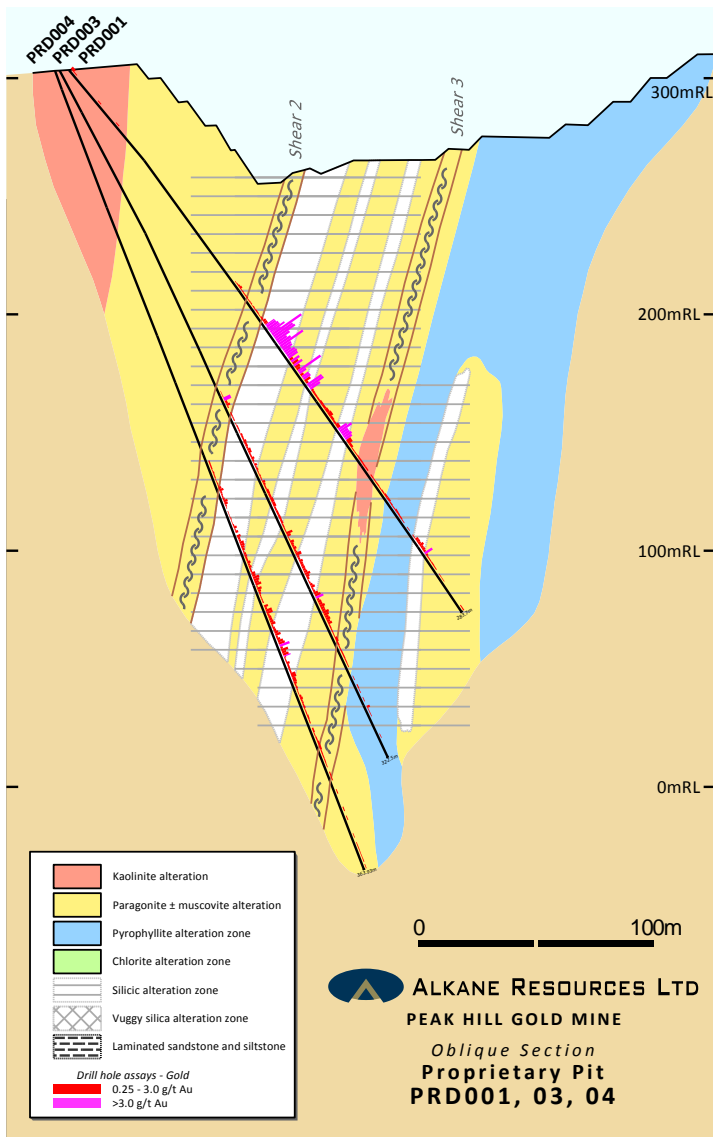 PRD004
PRD003
PRD001
Shear 2
Shear 3
300mRL
200mRL
100mRL
0mRL
Kaolinite alteration
Paragonite ± muscovite alteration
Pyrophyllite alteration zone
Chlorite alteration zone
Silicic alteration zone
Vuggy silica alteration zone
Laminated sandstone and siltstone
Drill hole assays - Gold
0.25 - 3.0 g/t Au
>3.0 g/t Au
0 100m
ALKANE RESOURCES LTD
PEAK HILL GOLD MINE
Oblique Section
Proprietary Pit
PRD001, 03, 04